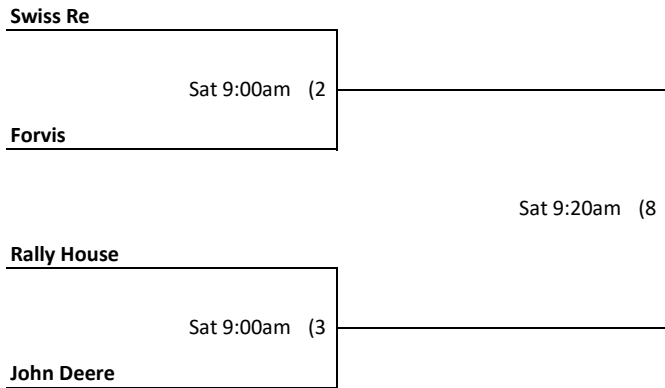 Swiss Re
Sat 9:00am (2
Forvis
Sat 9:20am (8
Rally House
Sat 9:00am (3
John Deere